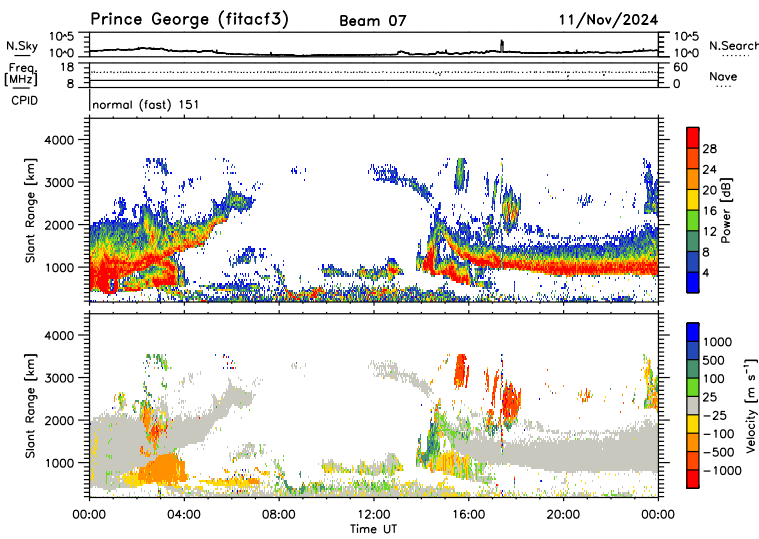 Prince George (fitacf3) Beam 07 11/Nov/2024
N.Sky 10^5 10^0 10^5 10^0 N.Search
Freq [MHz] 18 8 60 0 Nave
CPID normal (fast) 151
Slant Range [km] 4000 3000 2000 1000
Power [dB] 28 24 20 16 12 8 4
Slant Range [km] 4000 3000 2000 1000
Velocity [m s^-1] 1000 500 100 25 -25 -100 -500 -1000
00:00 04:00 08:00 12:00 16:00 20:00 00:00
Time UT